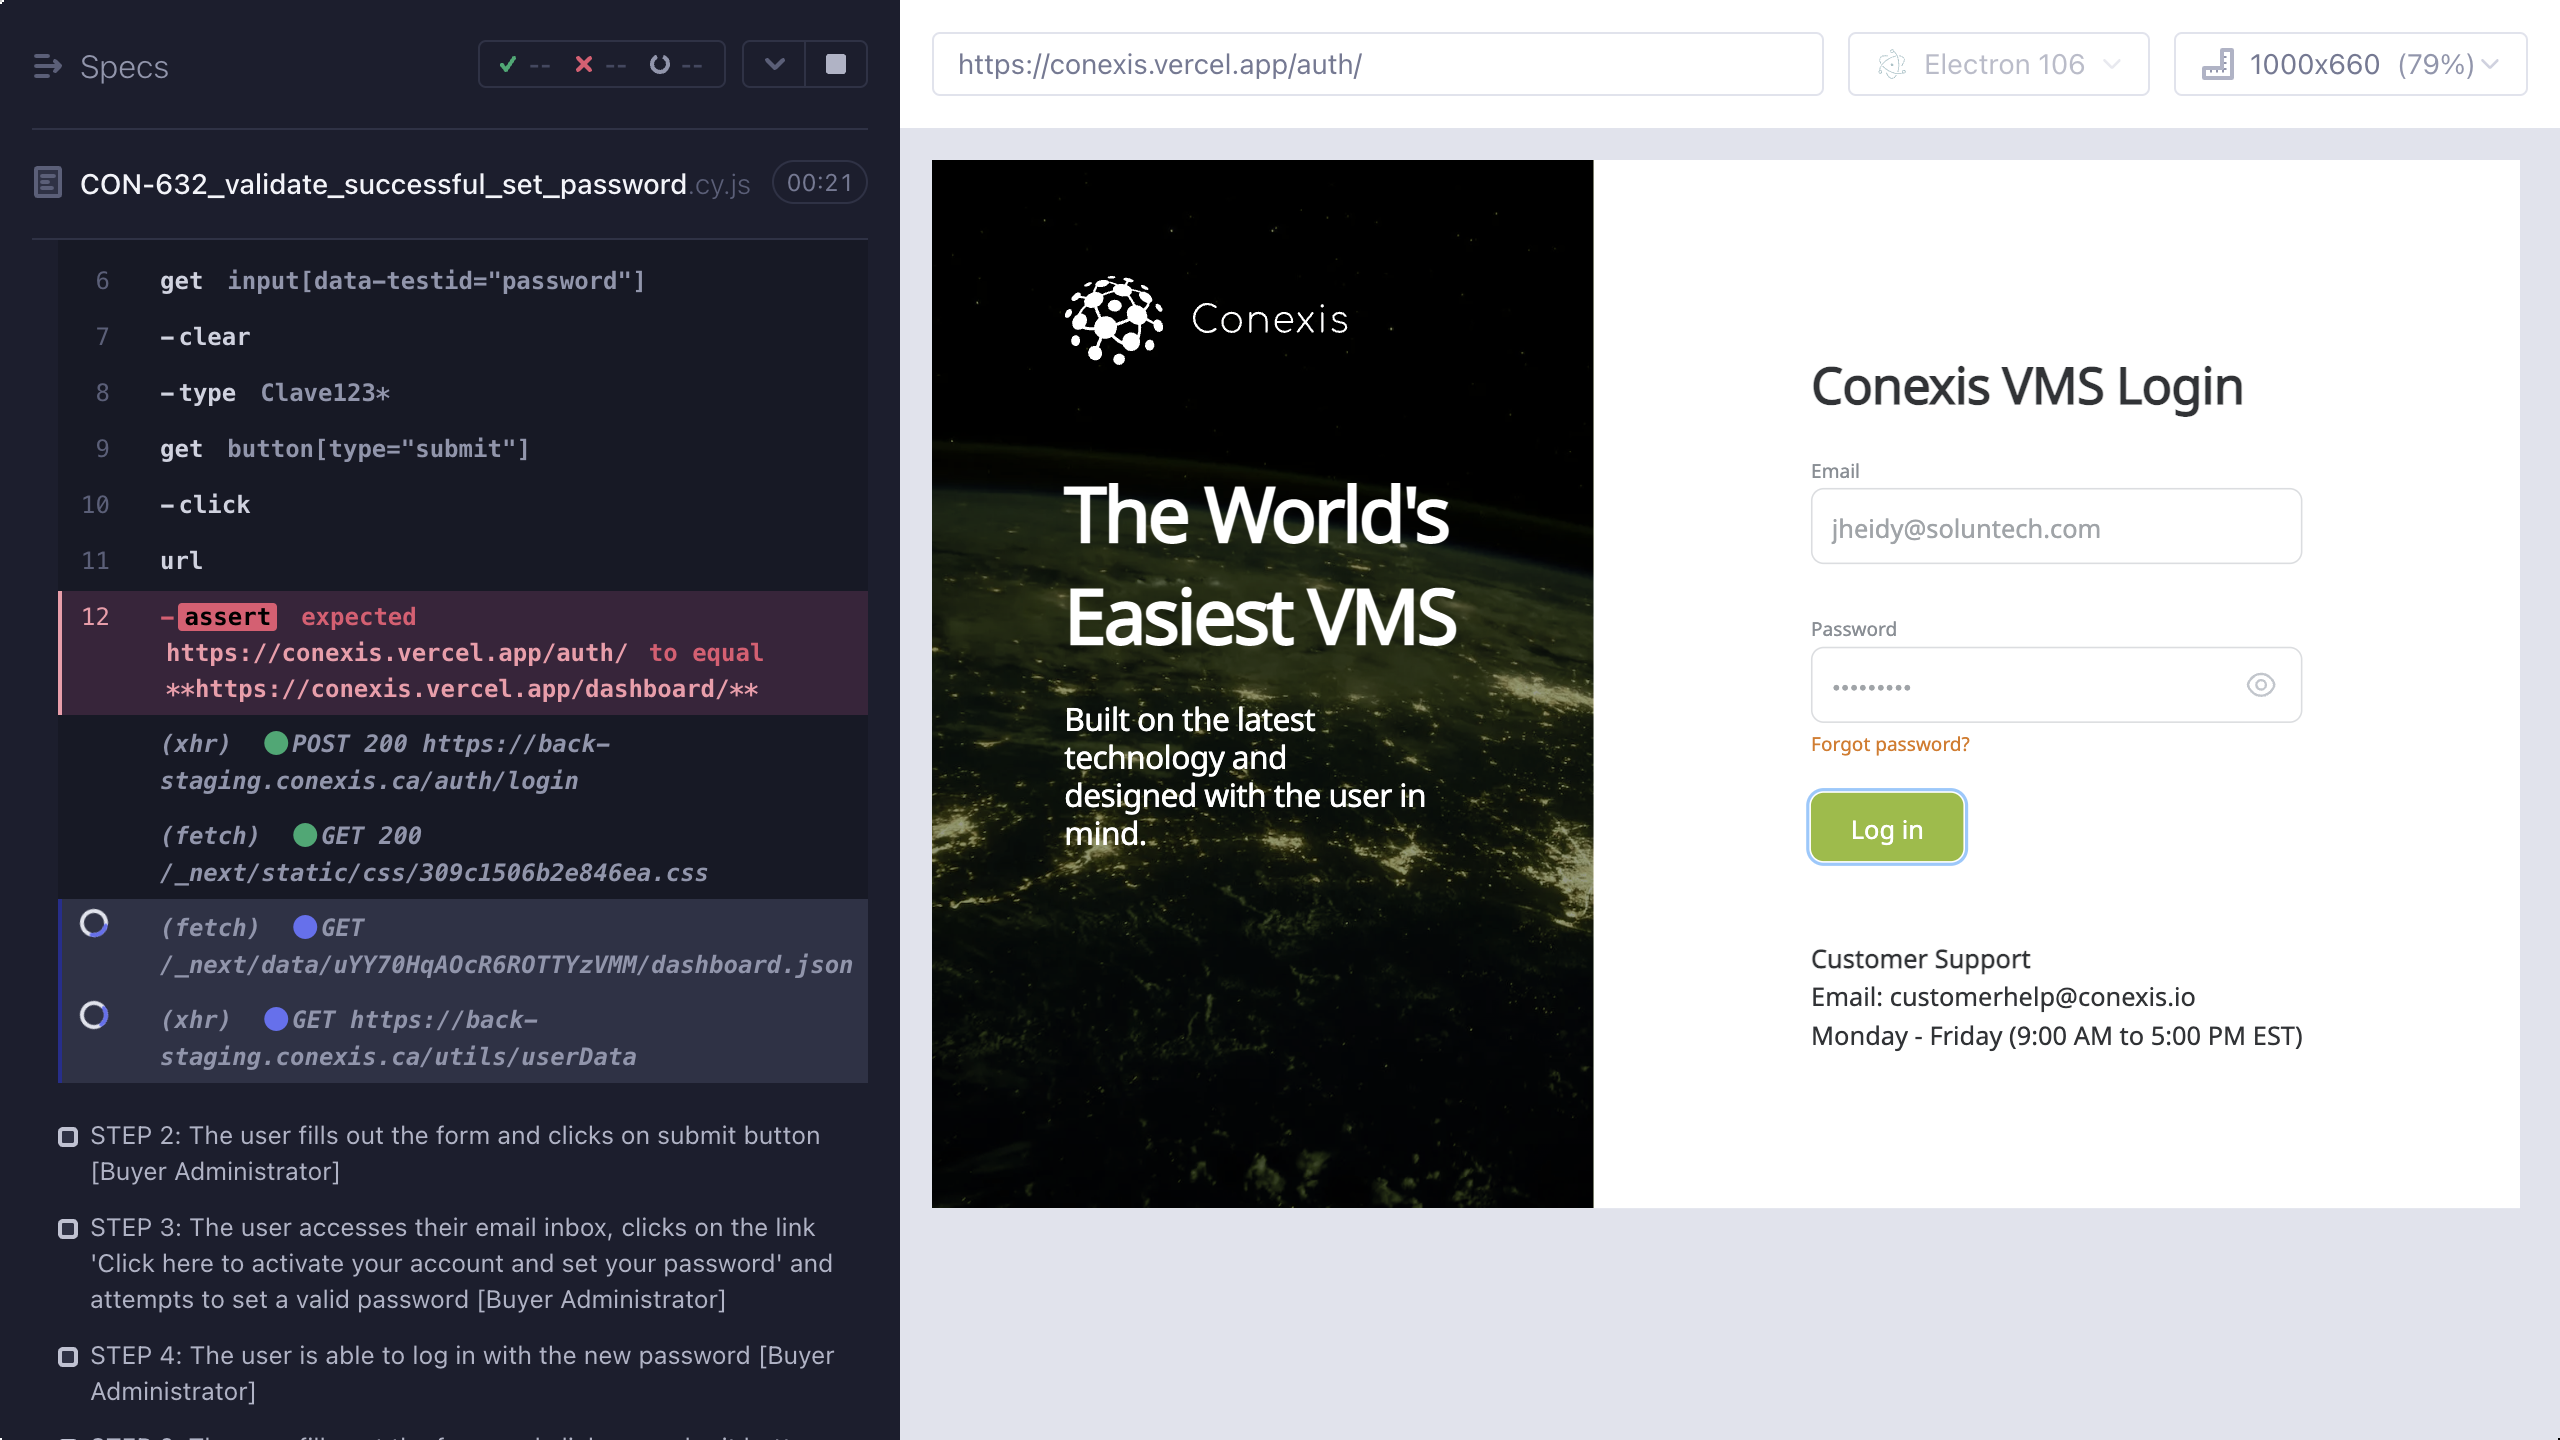 Specs
-- -- --
CON-632_validate_successful_set_password.cy.js 00:21
6 get input[data-testid="password"]
7 -clear
8 -type Clave123*
9 get button[type="submit"]
10 -click
11 url
12 -assert expected
https://conexis.vercel.app/auth/ to equal
**https://conexis.vercel.app/dashboard/**
(xhr) POST 200 https://back-
staging.conexis.ca/auth/login
(fetch) GET 200
/_next/static/css/309c1506b2e846ea.css
(fetch) GET
/_next/data/uYY70HqAOcR6ROTTYzVMM/dashboard.json
(xhr) GET https://back-
staging.conexis.ca/utils/userData
STEP 2: The user fills out the form and clicks on submit button
[Buyer Administrator]
STEP 3: The user accesses their email inbox, clicks on the link
'Click here to activate your account and set your password' and
attempts to set a valid password [Buyer Administrator]
STEP 4: The user is able to log in with the new password [Buyer
Administrator]
https://conexis.vercel.app/auth/
Electron 106
1000x660 (79%)
Conexis
The World's
Easiest VMS
Built on the latest
technology and
designed with the user in
mind.
Conexis VMS Login
Email
jheidy@soluntech.com
Password
•••••••••
Forgot password?
Log in
Customer Support
Email: customerhelp@conexis.io
Monday - Friday (9:00 AM to 5:00 PM EST)